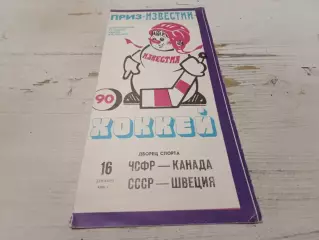 ПРИЗ·ИЗВЕСТИЙ
ИЗВЕСТИЯ
90
ХОККЕЙ
ДВОРЕЦ СПОРТА
16 ЧСФР — КАНАДА
СССР — ШВЕЦИЯ